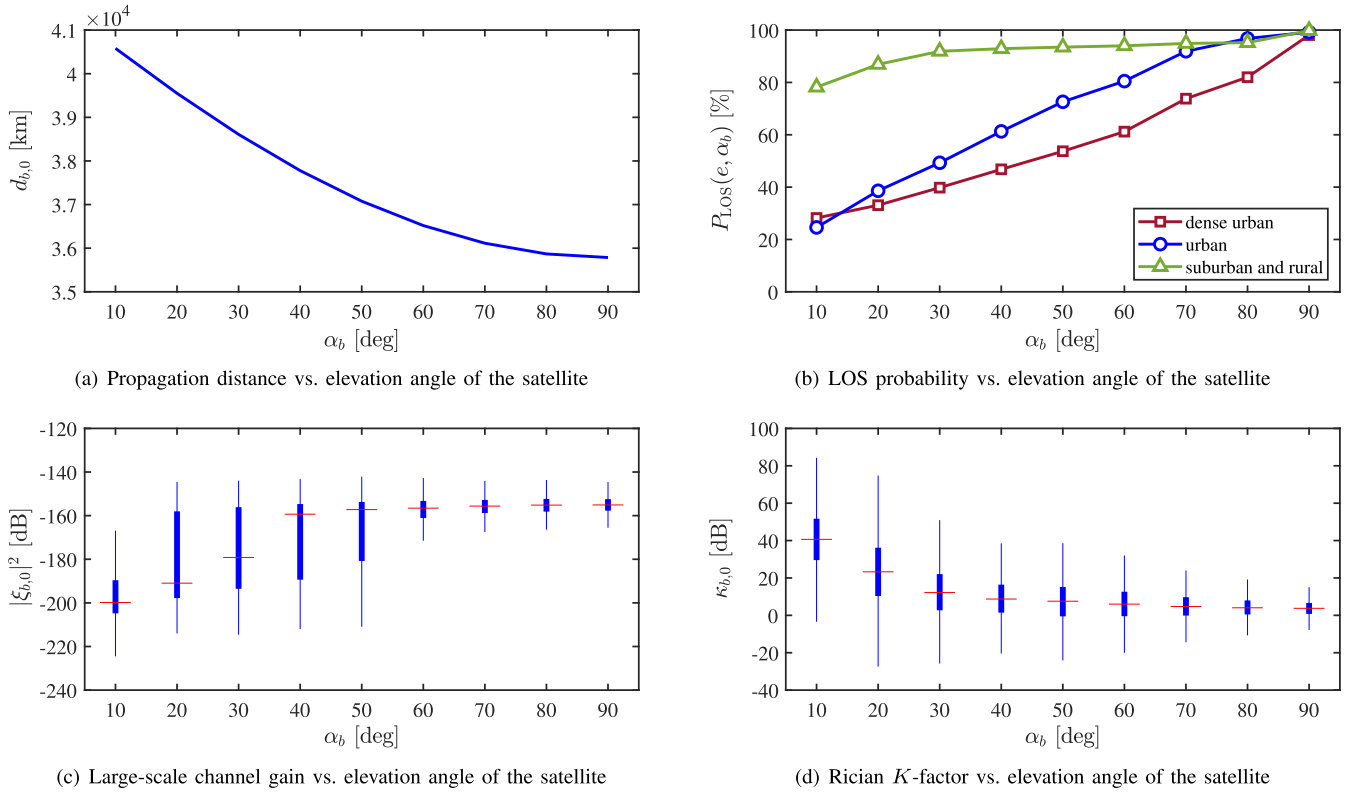 ×10⁴
4.1
4
3.9
3.8
3.7
3.6
3.5
d_{b,0} [km]
10 20 30 40 50 60 70 80 90
α_b [deg]
(a) Propagation distance vs. elevation angle of the satellite
100
80
60
40
20
0
P_{LOS}(e, α_b) [%]
dense urban
urban
suburban and rural
10 20 30 40 50 60 70 80 90
α_b [deg]
(b) LOS probability vs. elevation angle of the satellite
-120
-140
-160
-180
-200
-220
-240
|ξ_{b,0}|² [dB]
10 20 30 40 50 60 70 80 90
α_b [deg]
(c) Large-scale channel gain vs. elevation angle of the satellite
100
80
60
40
20
0
-20
-40
κ_{b,0} [dB]
10 20 30 40 50 60 70 80 90
α_b [deg]
(d) Rician K-factor vs. elevation angle of the satellite